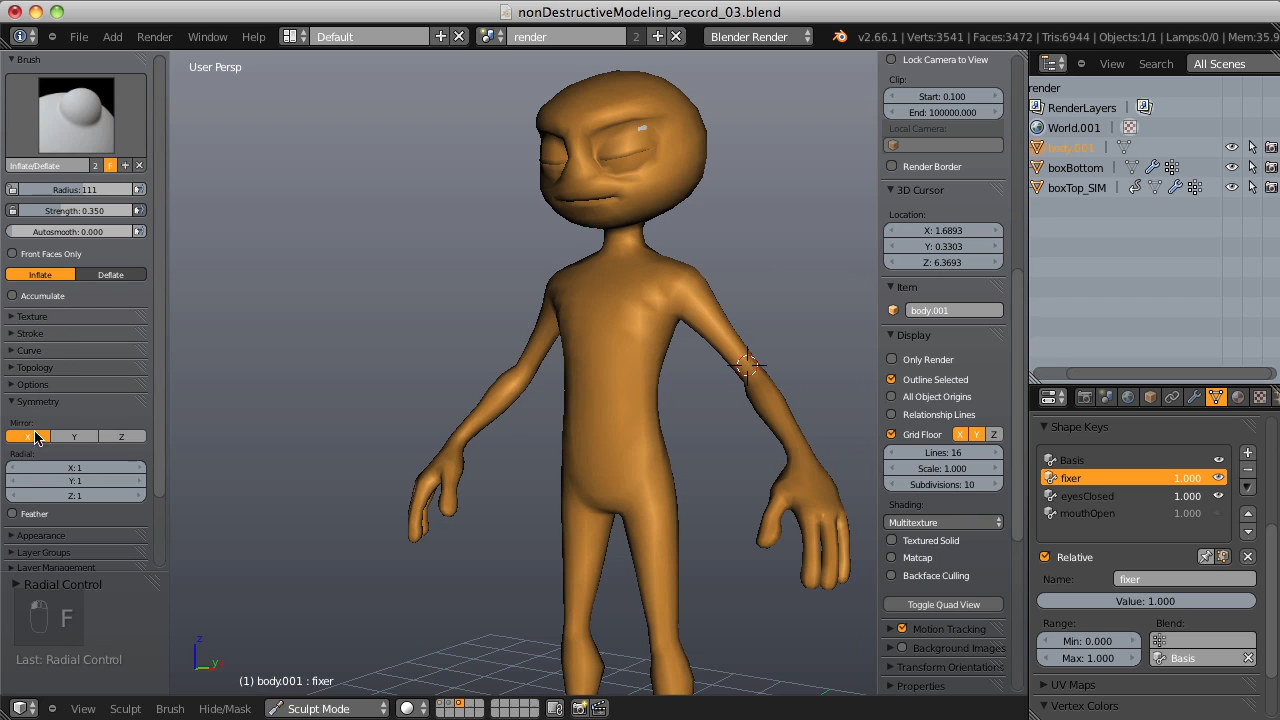 nonDestructiveModeling_record_03.blend
File Add Render Window Help Default render 2 Blender Render v2.66.1 | Verts:3541 | Faces:3472 | Tris:6944 | Objects:1/1 | Lamps:0/0 | Mem:35.9
Brush
Inflate/Deflate 2 F
Radius: 111
Strength: 0.350
Autosmooth: 0.000
Front Faces Only
Inflate Deflate
Accumulate
Texture
Stroke
Curve
Topology
Options
Symmetry
Mirror:
X Y Z
Radial:
X: 1
Y: 1
Z: 1
Feather
Appearance
Layer Groups
Layer Management
Radial Control
F
Last: Radial Control
User Persp
z
y
(1) body.001 : fixer
View Sculpt Brush Hide/Mask Sculpt Mode
Lock Camera to View
Clip:
Start: 0.100
End: 100000.000
Local Camera:
Render Border
3D Cursor
Location:
X: 1.6893
Y: 0.3303
Z: 6.3693
Item
body.001
Display
Only Render
Outline Selected
All Object Origins
Relationship Lines
Grid Floor X Y Z
Lines: 16
Scale: 1.000
Subdivisions: 10
Shading:
Multitexture
Textured Solid
Matcap
Backface Culling
Toggle Quad View
Motion Tracking
Background Images
Transform Orientation
Properties
View Search All Scenes
render
RenderLayers
World.001
body.001
boxBottom
boxTop_SIM
Shape Keys
Basis
fixer 1.000
eyesClosed 1.000
mouthOpen 1.000
Relative
Name: fixer
Value: 1.000
Range: Blend:
Min: 0.000
Max: 1.000 Basis
UV Maps
Vertex Colors